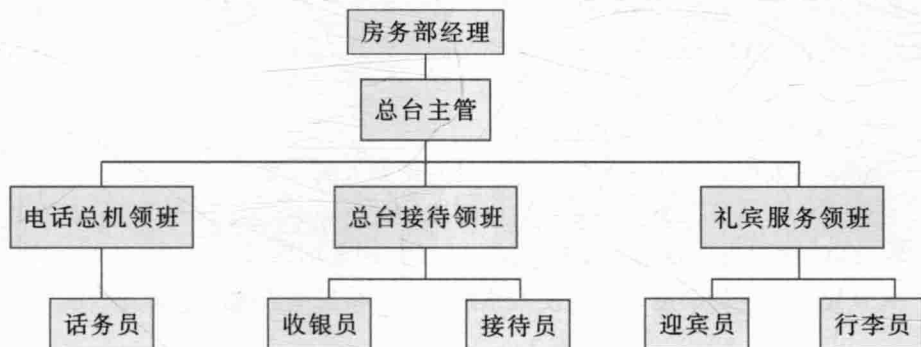 房务部经理
总台主管
电话总机领班
总台接待领班
礼宾服务领班
话务员
收银员
接待员
迎宾员
行李员